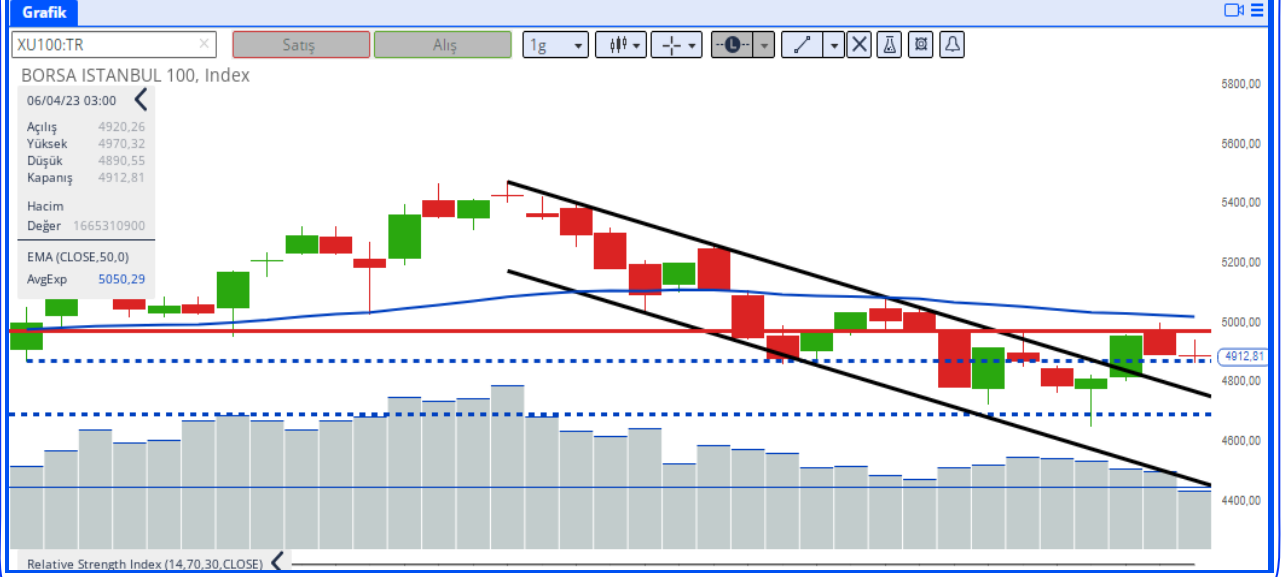 Grafik
XU100:TR
Satış
Alış
1g
L
BORSA ISTANBUL 100, Index
06/04/23 03:00
Açılış 4920,26
Yüksek 4970,32
Düşük 4890,55
Kapanış 4912,81
Hacim
Değer 1665310900
EMA (CLOSE,50,0)
AvgExp 5050,29
5800,00
5600,00
5400,00
5200,00
5000,00
4912,81
4800,00
4600,00
4400,00
Relative Strength Index (14,70,30,CLOSE)